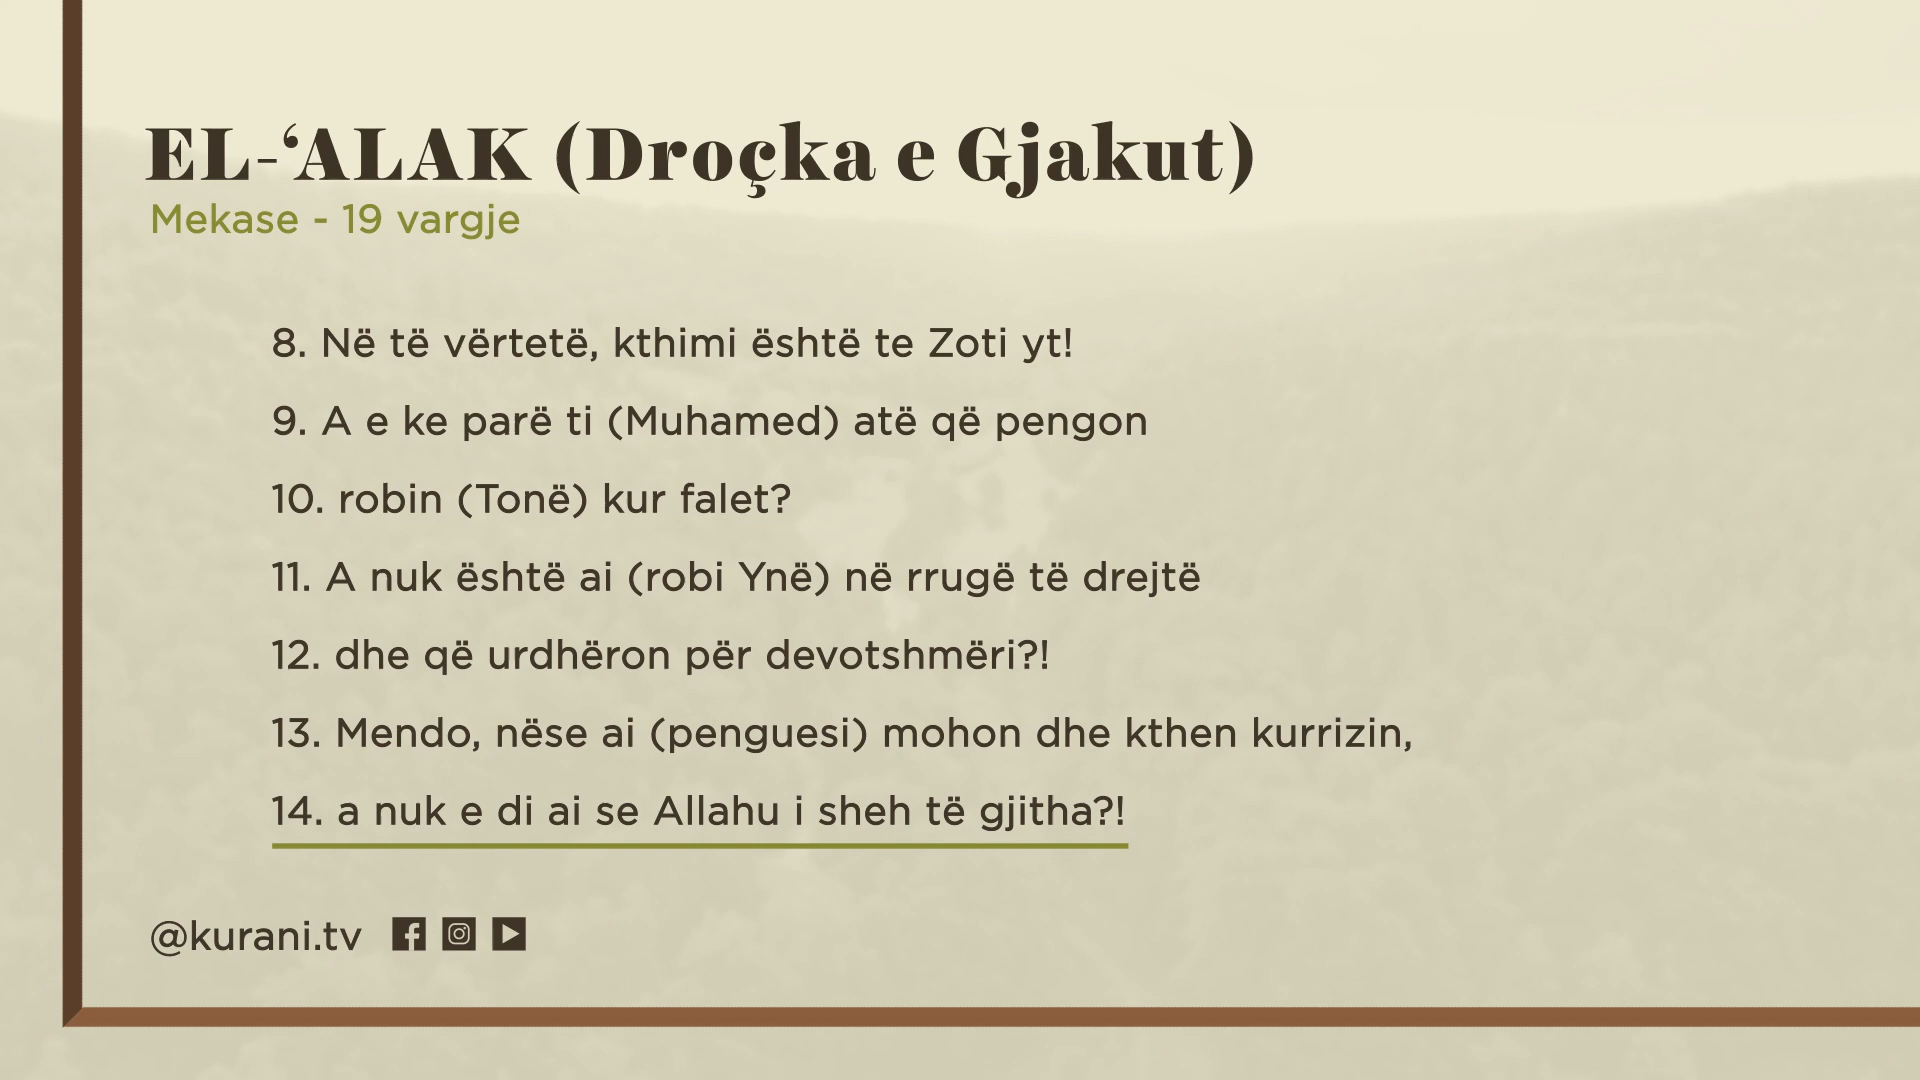 EL-‘ALAK (Droçka e Gjakut)
Mekase - 19 vargje
8. Në të vërtetë, kthimi është te Zoti yt!
9. A e ke parë ti (Muhamed) atë që pengon
10. robin (Tonë) kur falet?
11. A nuk është ai (robi Ynë) në rrugë të drejtë
12. dhe që urdhëron për devotshmëri?!
13. Mendo, nëse ai (penguesi) mohon dhe kthen kurrizin,
14. a nuk e di ai se Allahu i sheh të gjitha?!
@kurani.tv